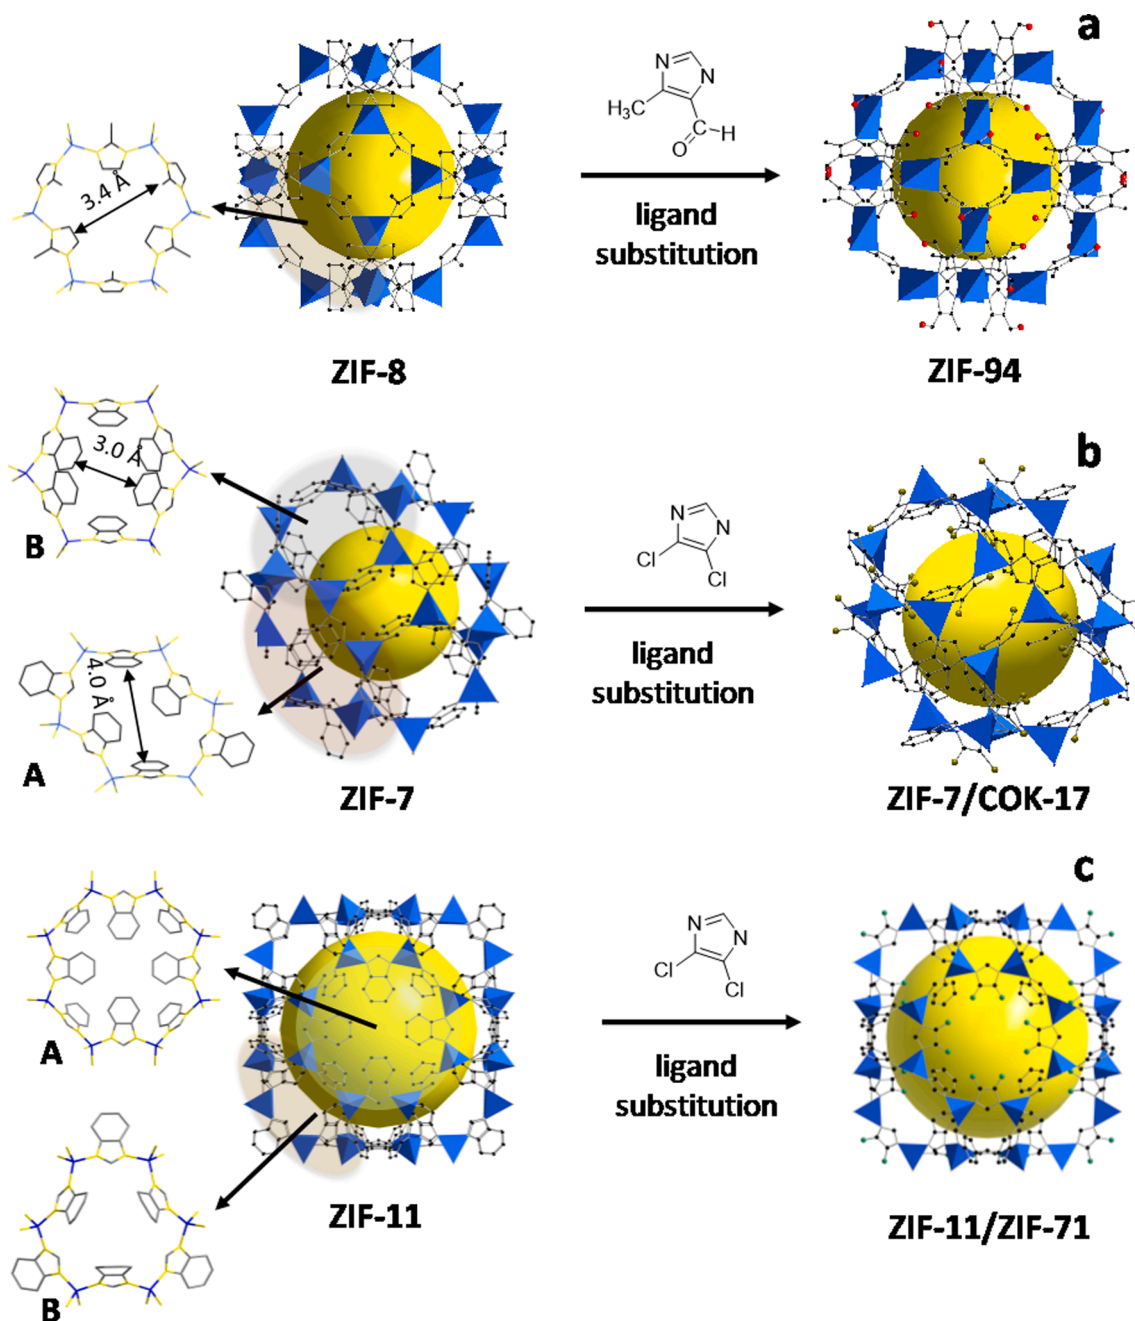 a
N
N
H3C
H
O
3.4 Å
ligand
substitution
ZIF-8
ZIF-94
b
3.0 Å
B
N
N
Cl
Cl
4.0 Å
ligand
substitution
A
ZIF-7
ZIF-7/COK-17
c
N
N
Cl
Cl
A
ligand
substitution
ZIF-11
ZIF-11/ZIF-71
B